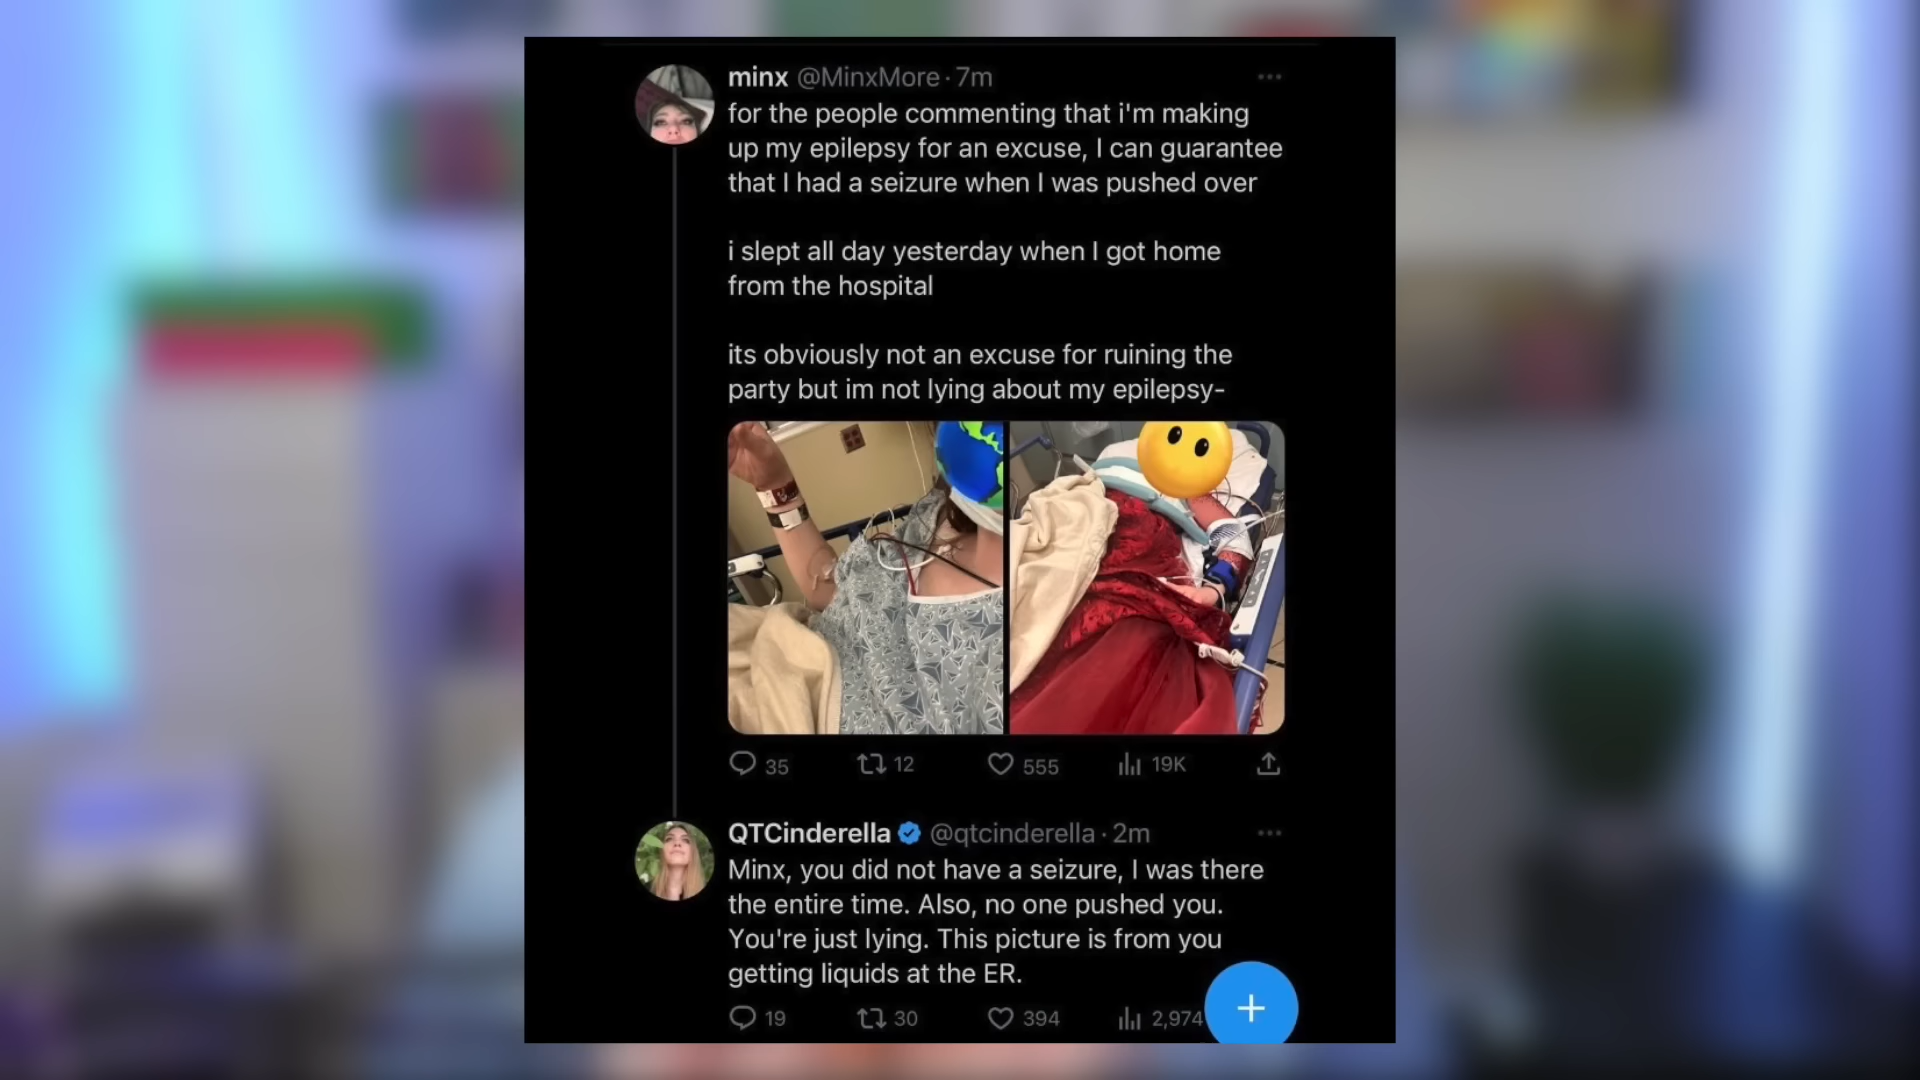 minx @MinxMore · 7m
for the people commenting that i'm making
up my epilepsy for an excuse, I can guarantee
that I had a seizure when I was pushed over
i slept all day yesterday when I got home
from the hospital
its obviously not an excuse for ruining the
party but im not lying about my epilepsy-
35 12 555 19K
QTCinderella @qtcinderella · 2m
Minx, you did not have a seizure, I was there
the entire time. Also, no one pushed you.
You're just lying. This picture is from you
getting liquids at the ER.
19 30 394 2,974